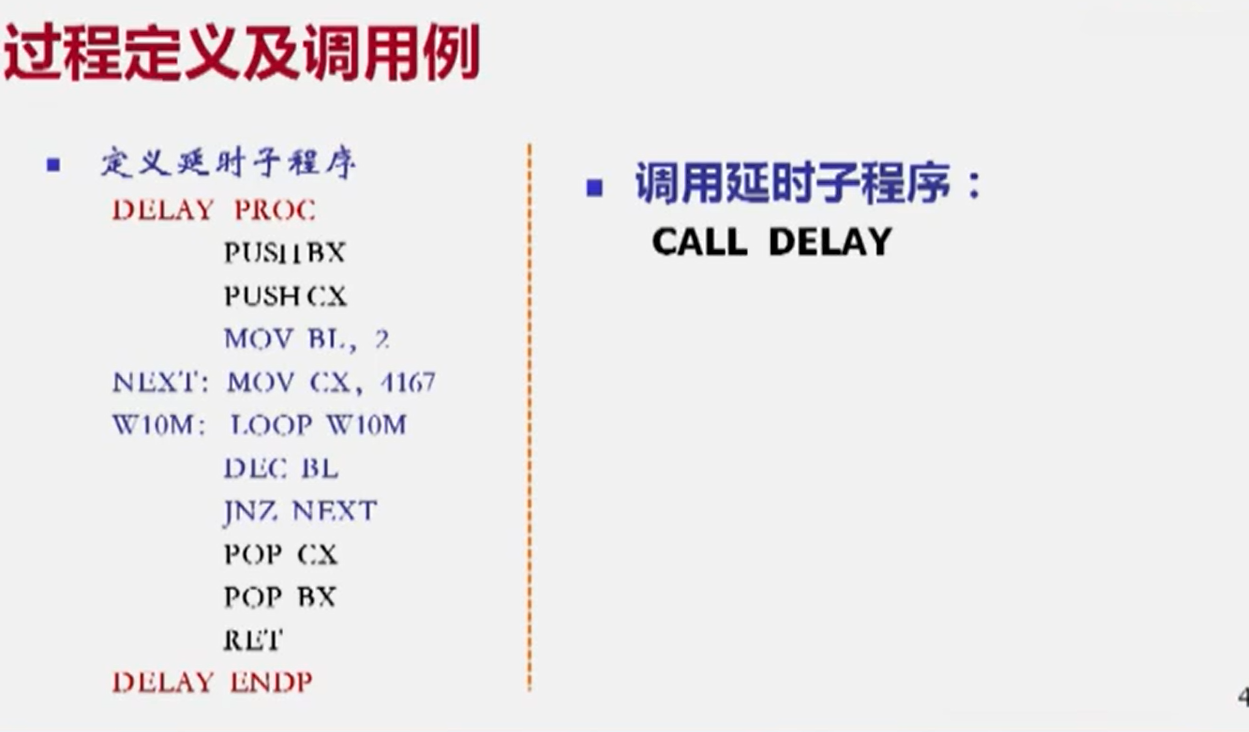 过程定义及调用例
定义延时子程序
DELAY PROC
PUSH BX
PUSH CX
MOV BL, 2
NEXT: MOV CX, 4167
W10M: LOOP W10M
DEC BL
JNZ NEXT
POP CX
POP BX
RET
DELAY ENDP
调用延时子程序：
CALL DELAY
4